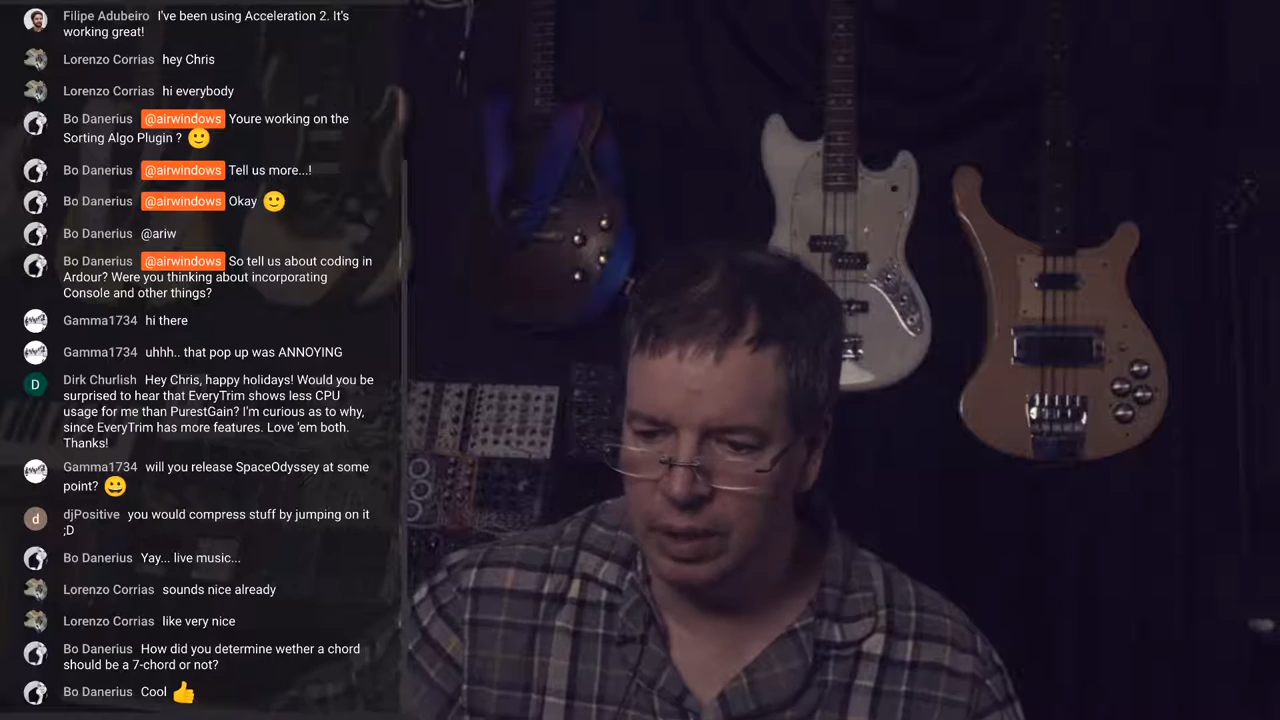 Filipe Adubeiro I've been using Acceleration 2. It's
working great!
Lorenzo Corrias hey Chris
Lorenzo Corrias hi everybody
Bo Danerius @airwindows Youre working on the
Sorting Algo Plugin ? 🙂
Bo Danerius @airwindows Tell us more...!
Bo Danerius @airwindows Okay 🙂
Bo Danerius @ariw
Bo Danerius @airwindows So tell us about coding in
Ardour? Were you thinking about incorporating
Console and other things?
Gamma1734 hi there
Gamma1734 uhhh.. that pop up was ANNOYING
D
Dirk Churlish Hey Chris, happy holidays! Would you be
surprised to hear that EveryTrim shows less CPU
usage for me than PurestGain? I'm curious as to why,
since EveryTrim has more features. Love 'em both.
Thanks!
Gamma1734 will you release SpaceOdyssey at some
point? 😀
d
djPositive you would compress stuff by jumping on it
;D
Bo Danerius Yay... live music...
Lorenzo Corrias sounds nice already
Lorenzo Corrias like very nice
Bo Danerius How did you determine wether a chord
should be a 7-chord or not?
Bo Danerius Cool 👍